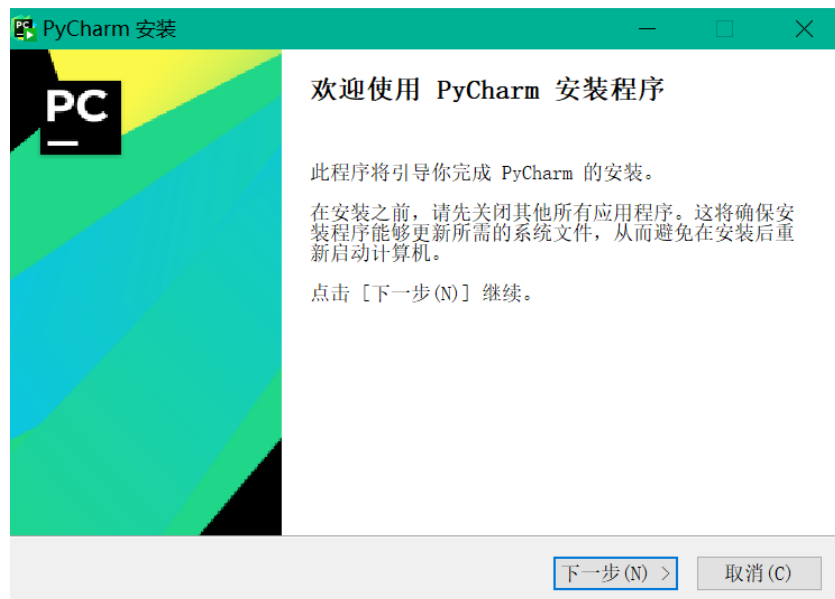 PyCharm 安装
PC
欢迎使用 PyCharm 安装程序
此程序将引导你完成 PyCharm 的安装。
在安装之前，请先关闭其他所有应用程序。这将确保安
装程序能够更新所需的系统文件，从而避免在安装后重
新启动计算机。
点击 [下一步(N)] 继续。
下一步(N) >
取消(C)